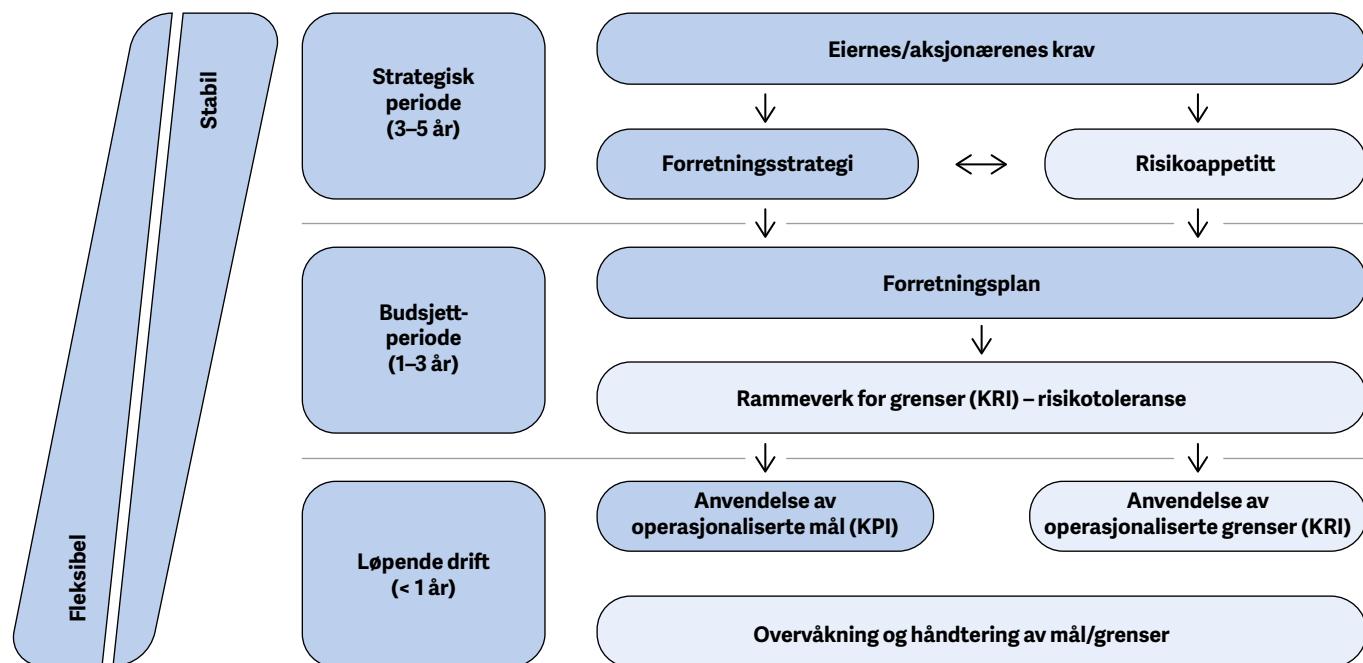 Fleksibel
Stabil
Strategisk
periode
(3–5 år)
Eiernes/aksjonærenes krav
Forretningsstrategi
Risikoappetitt
Budsjett-
periode
(1–3 år)
Forretningsplan
Rammeverk for grenser (KRI) – risikotoleranse
Løpende drift
(< 1 år)
Anvendelse av
operasjonaliserte mål (KPI)
Anvendelse av
operasjonaliserte grenser (KRI)
Overvåkning og håndtering av mål/grenser